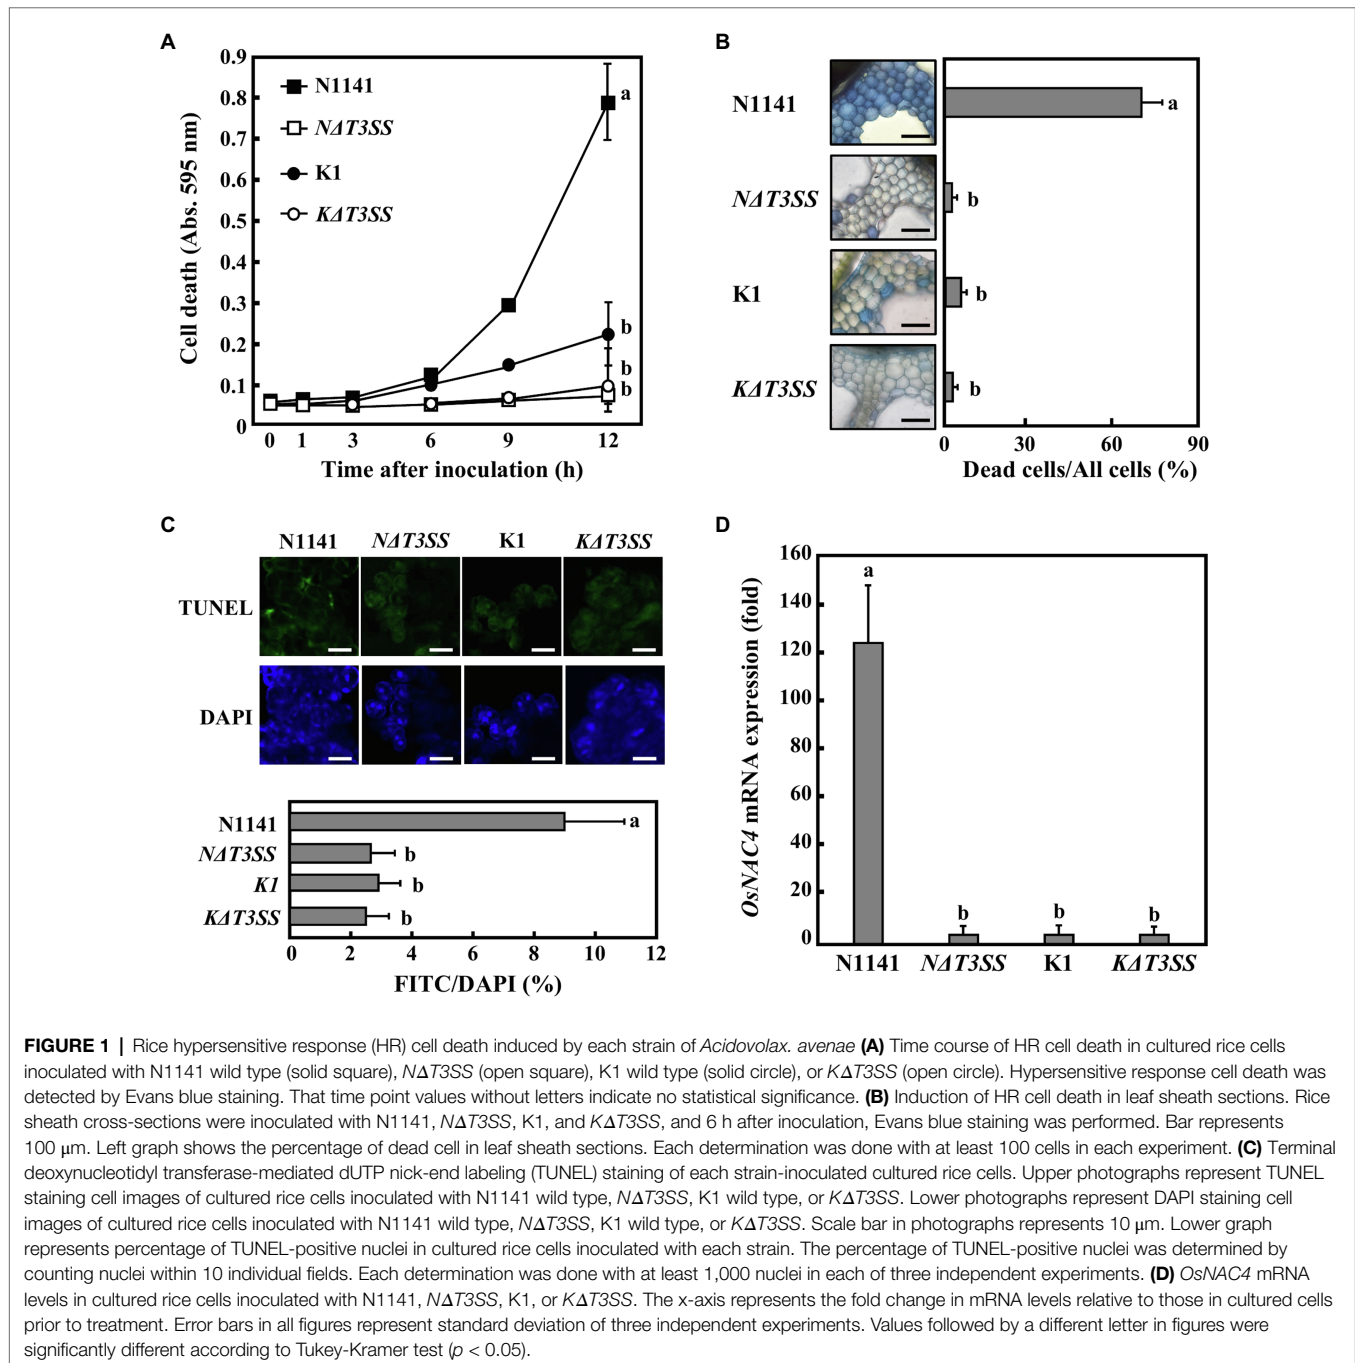 A
0.9
0.8
0.7
0.6
0.5
0.4
0.3
0.2
0.1
0
Cell death (Abs. 595 nm)
N1141
NΔT3SS
K1
KΔT3SS
a
b
b
b
0 1 3 6 9 12
Time after inoculation (h)
B
N1141
NΔT3SS
K1
KΔT3SS
a
b
b
b
0 30 60 90
Dead cells/All cells (%)
C
N1141 NΔT3SS K1 KΔT3SS
TUNEL
DAPI
N1141
NΔT3SS
K1
KΔT3SS
a
b
b
b
0 2 4 6 8 10 12
FITC/DAPI (%)
D
160
140
120
100
80
60
40
20
0
OsNAC4 mRNA expression (fold)
a
b b b
N1141 NΔT3SS K1 KΔT3SS
FIGURE 1 | Rice hypersensitive response (HR) cell death induced by each strain of Acidovolax. avenae (A) Time course of HR cell death in cultured rice cells
inoculated with N1141 wild type (solid square), NΔT3SS (open square), K1 wild type (solid circle), or KΔT3SS (open circle). Hypersensitive response cell death was
detected by Evans blue staining. That time point values without letters indicate no statistical significance. (B) Induction of HR cell death in leaf sheath sections. Rice
sheath cross-sections were inoculated with N1141, NΔT3SS, K1, and KΔT3SS, and 6 h after inoculation, Evans blue staining was performed. Bar represents
100 μm. Left graph shows the percentage of dead cell in leaf sheath sections. Each determination was done with at least 100 cells in each experiment. (C) Terminal
deoxynucleotidyl transferase-mediated dUTP nick-end labeling (TUNEL) staining of each strain-inoculated cultured rice cells. Upper photographs represent TUNEL
staining cell images of cultured rice cells inoculated with N1141 wild type, NΔT3SS, K1 wild type, or KΔT3SS. Lower photographs represent DAPI staining cell
images of cultured rice cells inoculated with N1141 wild type, NΔT3SS, K1 wild type, or KΔT3SS. Scale bar in photographs represents 10 μm. Lower graph
represents percentage of TUNEL-positive nuclei in cultured rice cells inoculated with each strain. The percentage of TUNEL-positive nuclei was determined by
counting nuclei within 10 individual fields. Each determination was done with at least 1,000 nuclei in each of three independent experiments. (D) OsNAC4 mRNA
levels in cultured rice cells inoculated with N1141, NΔT3SS, K1, or KΔT3SS. The x-axis represents the fold change in mRNA levels relative to those in cultured cells
prior to treatment. Error bars in all figures represent standard deviation of three independent experiments. Values followed by a different letter in figures were
significantly different according to Tukey-Kramer test (p < 0.05).